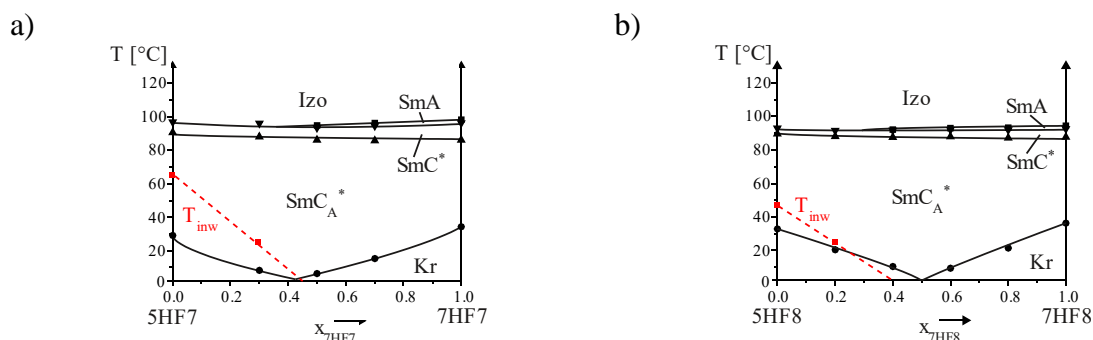 a)
T [°C]
120
100
80
60
40
20
0
Izo
SmA
SmC*
SmC_A*
T_inw
Kr
0.0 0.2 0.4 0.6 0.8 1.0
5HF7 x_7HF7 7HF7
b)
T [°C]
120
100
80
60
40
20
0
Izo
SmA
SmC*
SmC_A*
T_inw
Kr
0.0 0.2 0.4 0.6 0.8 1.0
5HF8 x_7HF8 7HF8